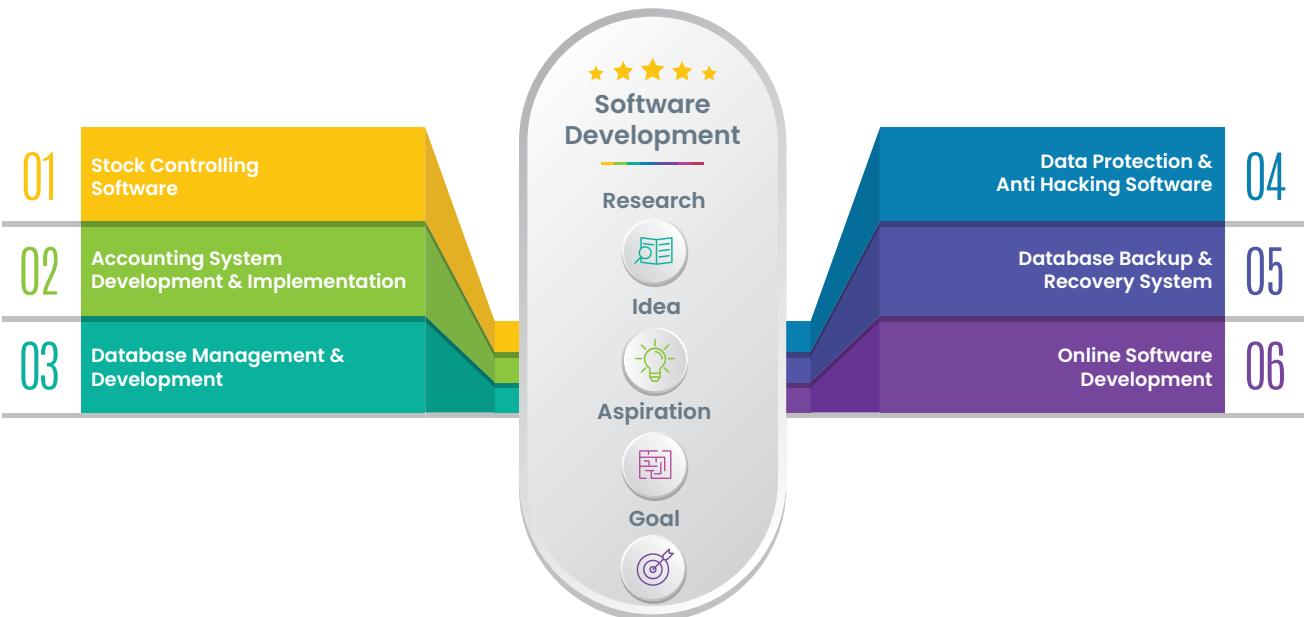 01
Stock Controlling
Software
02
Accounting System
Development & Implementation
03
Database Management &
Development
Software
Development
Research
Idea
Aspiration
Goal
Data Protection &
Anti Hacking Software
04
Database Backup &
Recovery System
05
Online Software
Development
06